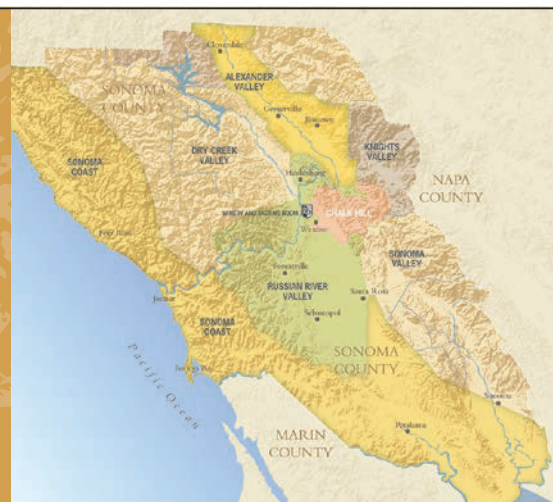 Cloverdale
SONOMA
COUNTY
ALEXANDER
VALLEY
Geyserville
SONOMA
COAST
DRY CREEK
VALLEY
KNIGHTS
VALLEY
Healdsburg
NAPA
COUNTY
WINERY AND TASTING ROOM
CHALK HILL
Windsor
Fort Ross
SONOMA
VALLEY
Forestville
RUSSIAN RIVER
VALLEY
Santa Rosa
Jenner
Sebastopol
SONOMA
COAST
SONOMA
COUNTY
Pacific Ocean
Sonoma
MARIN
COUNTY
Petaluma